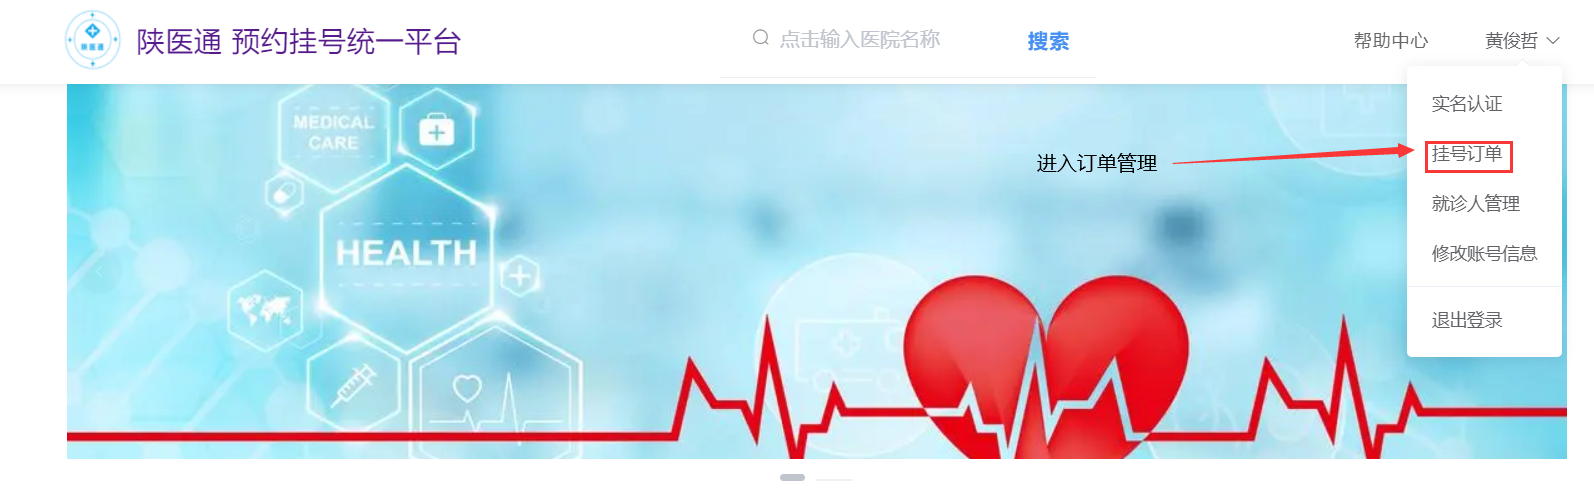 陕医通
陕医通 预约挂号统一平台
点击输入医院名称
搜索
帮助中心
黄俊哲
实名认证
挂号订单
就诊人管理
修改账号信息
退出登录
进入订单管理
MEDICAL
CARE
HEALTH